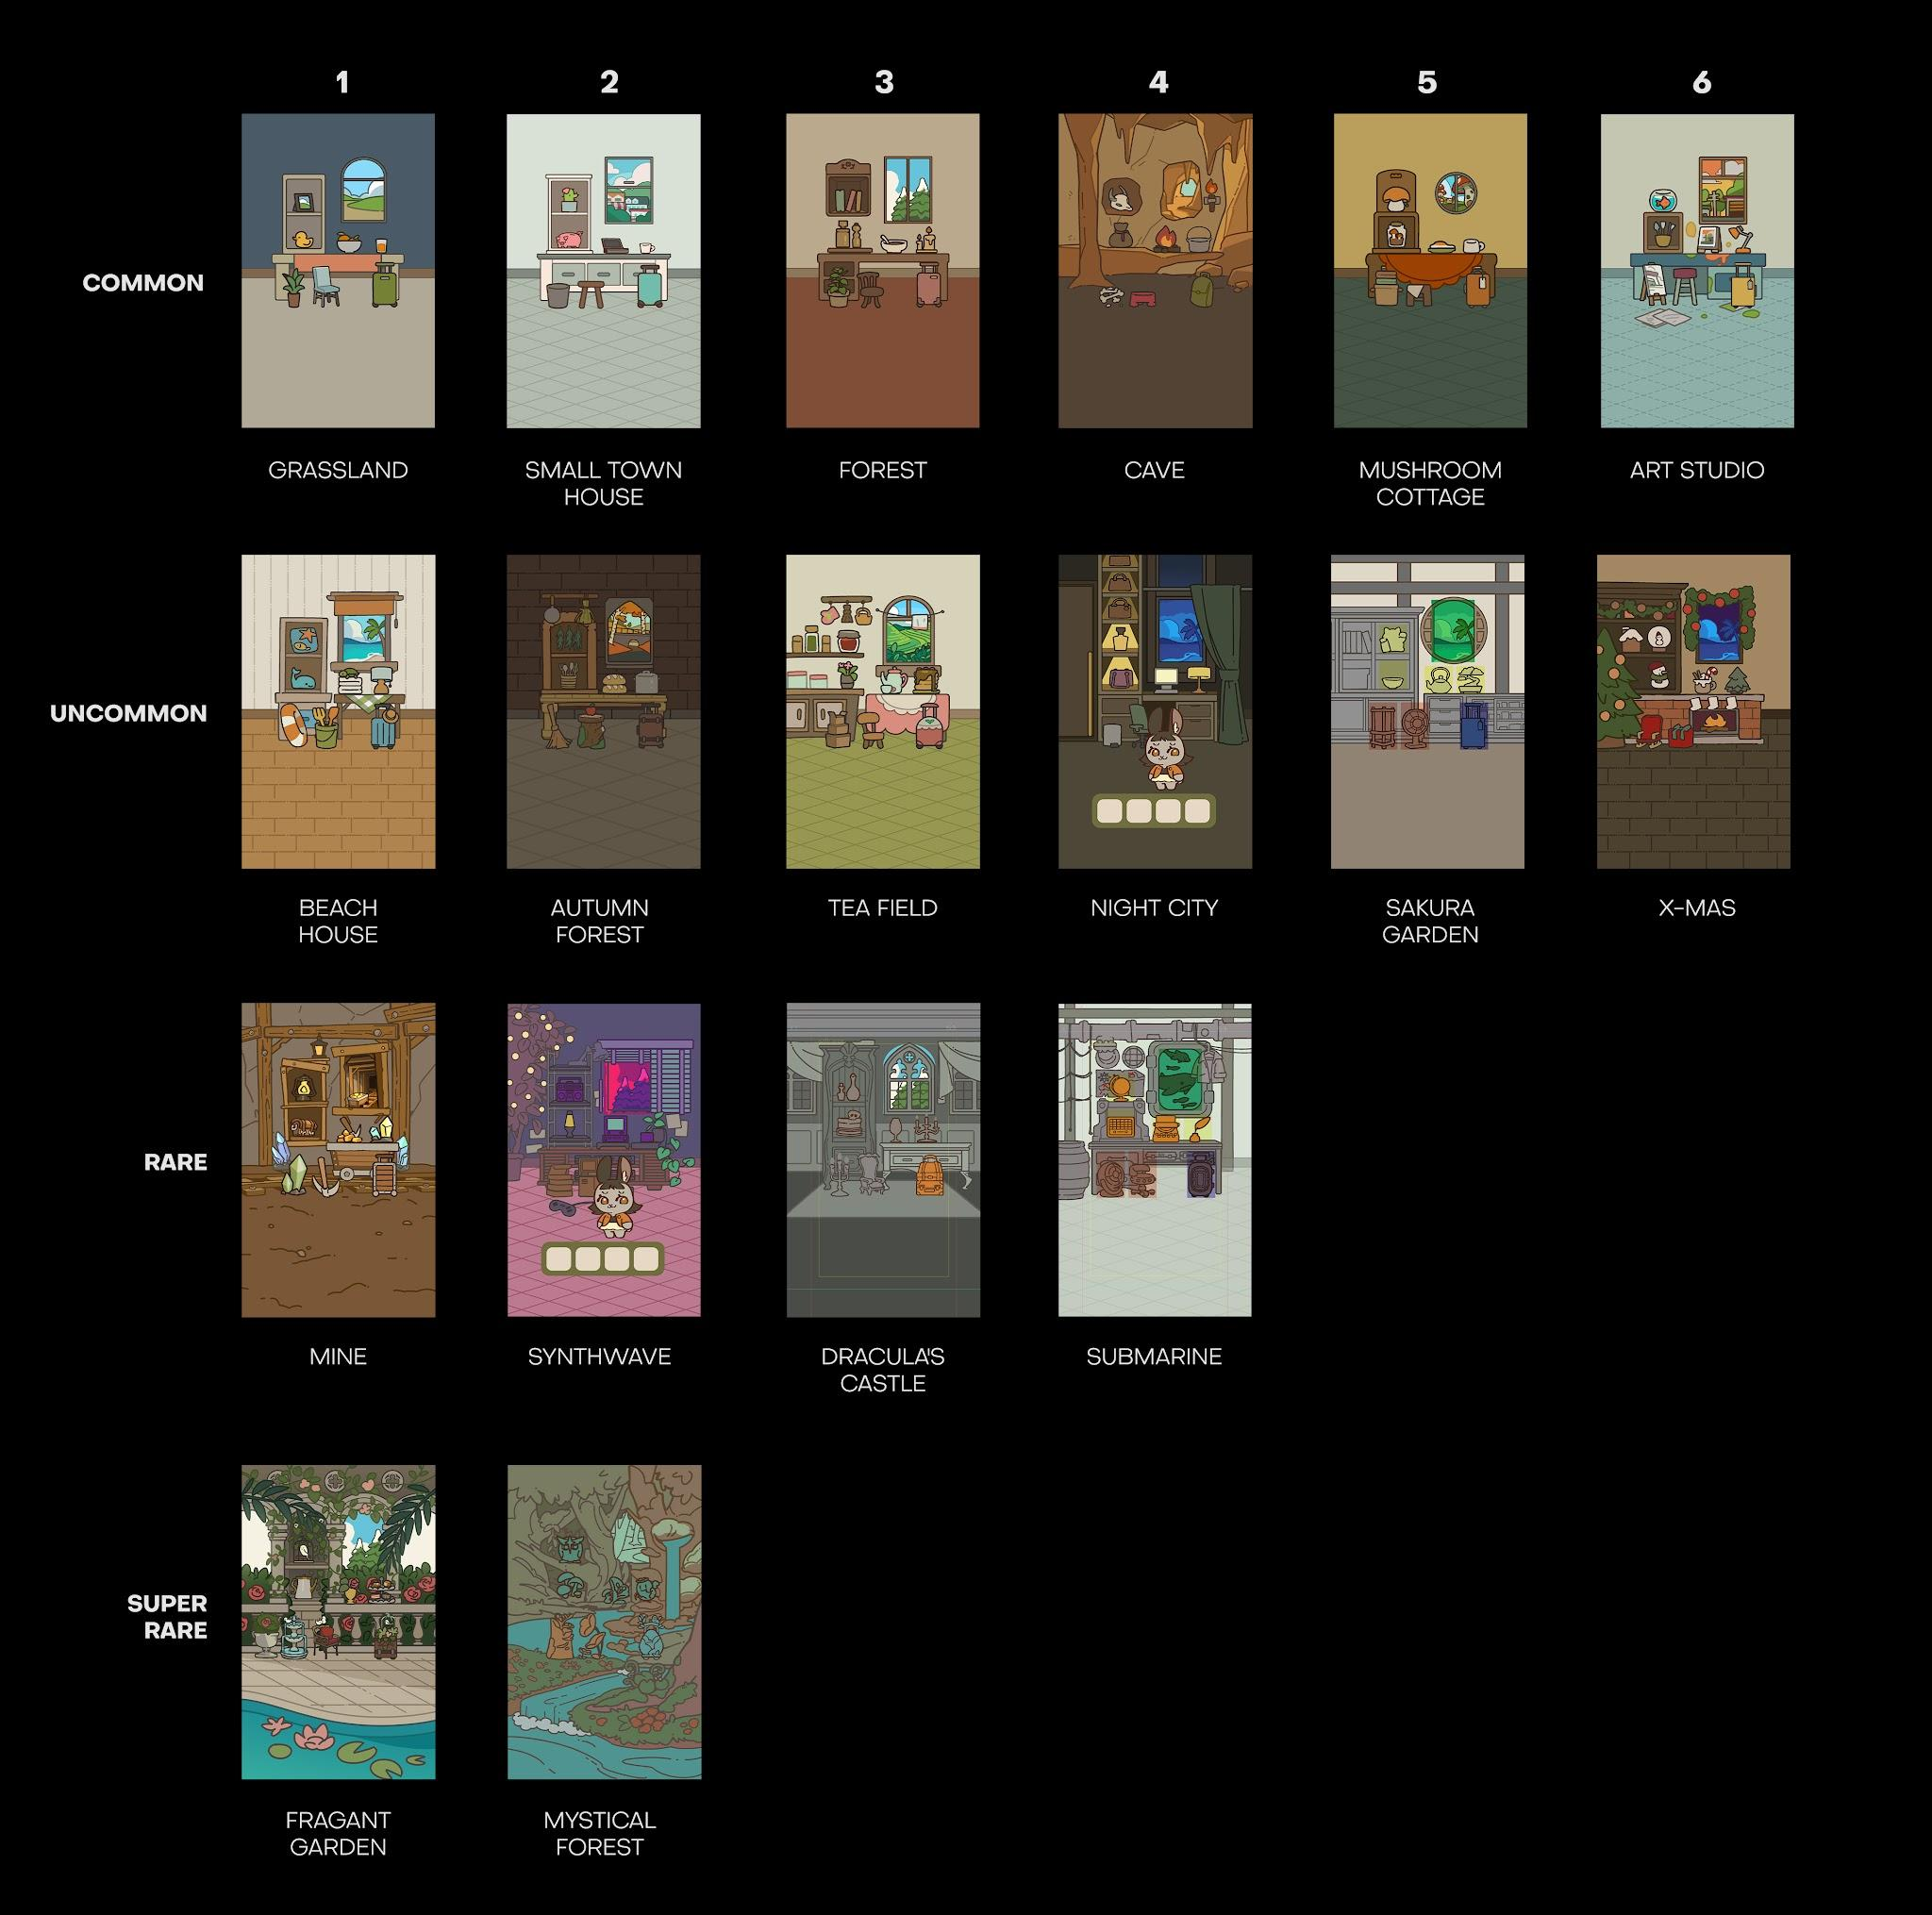 1 2 3 4 5 6
COMMON
GRASSLAND
SMALL TOWN
HOUSE
FOREST
CAVE
MUSHROOM
COTTAGE
ART STUDIO
UNCOMMON
BEACH
HOUSE
AUTUMN
FOREST
TEA FIELD
NIGHT CITY
SAKURA
GARDEN
X-MAS
RARE
MINE
SYNTHWAVE
DRACULA'S
CASTLE
SUBMARINE
SUPER
RARE
FRAGANT
GARDEN
MYSTICAL
FOREST